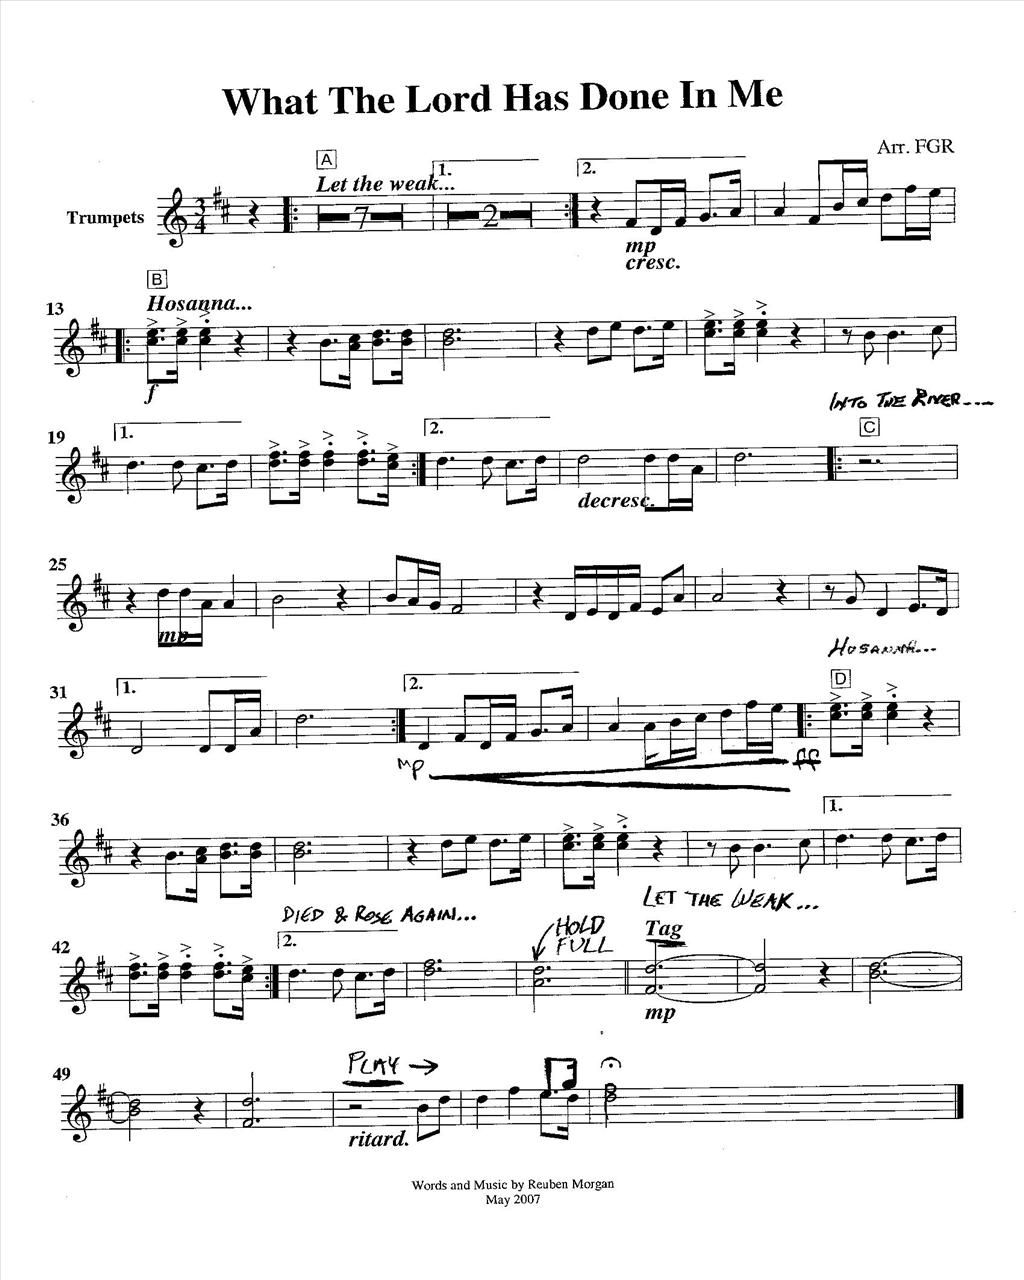 What The Lord Has Done In Me
Arr. FGR
A
Let the weak...
1.
2.
Trumpets
3
4
7
2
mp
cresc.
B
13
Hosanna...
f
INTO THE RIVER....
19
1.
2.
C
decresc.
25
mp
HOSANNA...
31
1.
2.
D
mp
ff
36
1.
LET THE WEAK...
DIED & ROSE AGAIN...
42
2.
HOLD
FULL
Tag
mp
PLAY →
49
ritard.
Words and Music by Reuben Morgan
May 2007